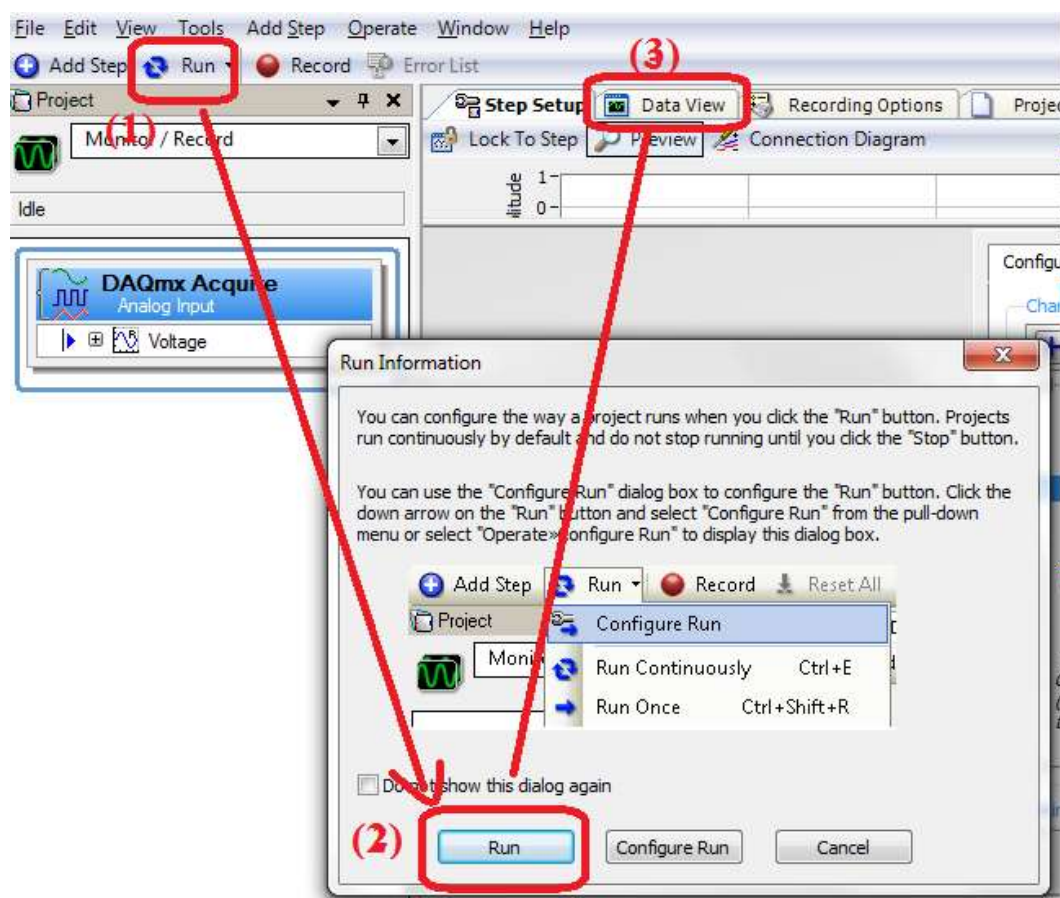 File Edit View Tools Add Step Operate Window Help
Add Step Run Record Error List
(3)
Project
Step Setup Data View Recording Options
(1)
Monitor / Record
Lock To Step Preview Connection Diagram
1
0
Idle
DAQmx Acquire
Analog Input
Voltage
Run Information
You can configure the way a project runs when you click the "Run" button. Projects
run continuously by default and do not stop running until you click the "Stop" button.
You can use the "Configure Run" dialog box to configure the "Run" button. Click the
down arrow on the "Run" button and select "Configure Run" from the pull-down
menu or select "Operate»Configure Run" to display this dialog box.
Add Step Run Record Reset All
Project
Configure Run
Run Continuously Ctrl+E
Run Once Ctrl+Shift+R
Do not show this dialog again
(2)
Run Configure Run Cancel